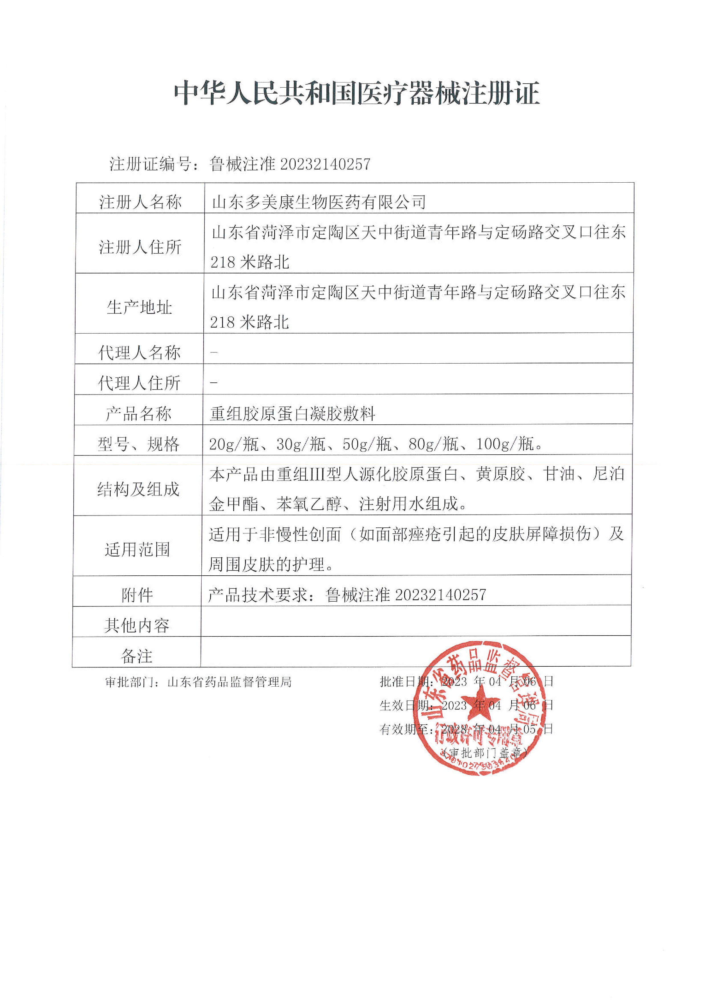 中华人民共和国医疗器械注册证
注册证编号：鲁械注准 20232140257
注册人名称 山东多美康生物医药有限公司
注册人住所 山东省菏泽市定陶区天中街道青年路与定砀路交叉口往东
218 米路北
生产地址 山东省菏泽市定陶区天中街道青年路与定砀路交叉口往东
218 米路北
代理人名称 –
代理人住所 –
产品名称 重组胶原蛋白凝胶敷料
型号、规格 20g/瓶、30g/瓶、50g/瓶、80g/瓶、100g/瓶。
结构及组成 本产品由重组III型人源化胶原蛋白、黄原胶、甘油、尼泊
金甲酯、苯氧乙醇、注射用水组成。
适用范围 适用于非慢性创面（如面部痤疮引起的皮肤屏障损伤）及
周围皮肤的护理。
附件 产品技术要求：鲁械注准 20232140257
其他内容
备注
审批部门：山东省药品监督管理局 批准日期：2023 年 04 月 06 日
生效日期：2023 年 04 月 06 日
有效期至：2028 年 04 月 05 日
（审批部门盖章）
山东省药品监督管理局
行政许可专用章